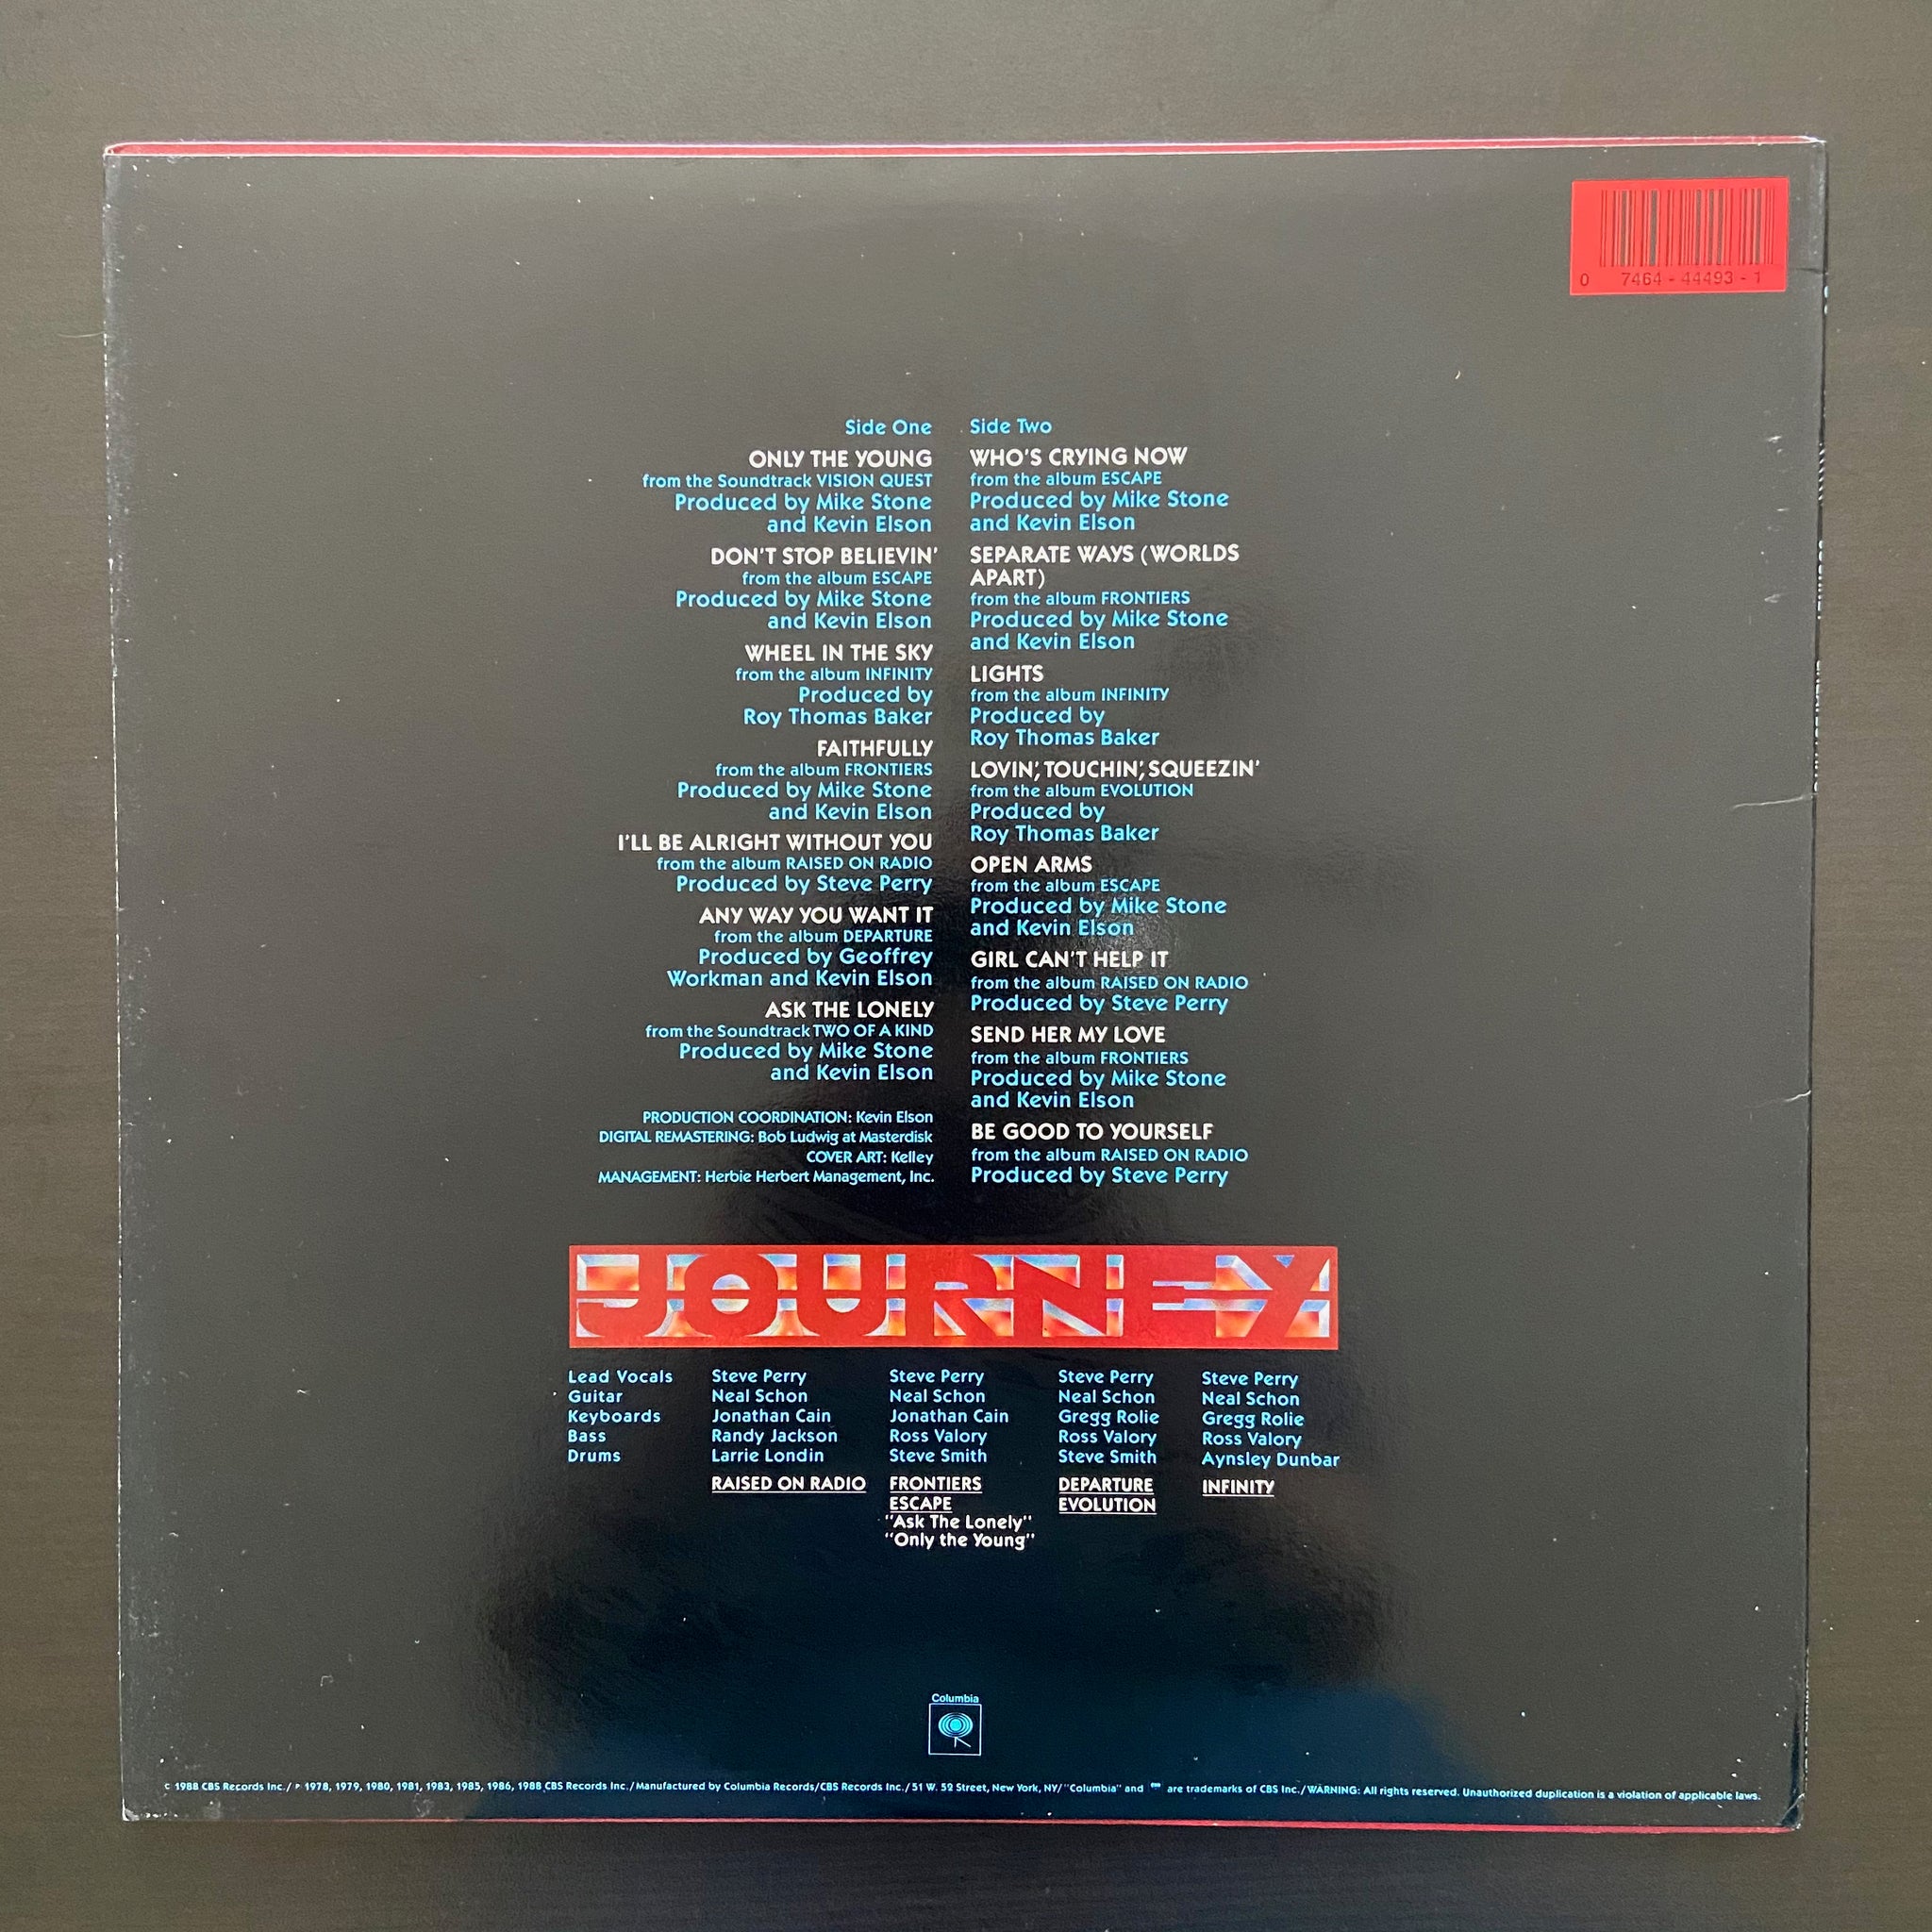 0 7464-44493-1
Side One
ONLY THE YOUNG
from the Soundtrack VISION QUEST
Produced by Mike Stone
and Kevin Elson
DON'T STOP BELIEVIN'
from the album ESCAPE
Produced by Mike Stone
and Kevin Elson
WHEEL IN THE SKY
from the album INFINITY
Produced by
Roy Thomas Baker
FAITHFULLY
from the album FRONTIERS
Produced by Mike Stone
and Kevin Elson
I'LL BE ALRIGHT WITHOUT YOU
from the album RAISED ON RADIO
Produced by Steve Perry
ANY WAY YOU WANT IT
from the album DEPARTURE
Produced by Geoffrey
Workman and Kevin Elson
ASK THE LONELY
from the Soundtrack TWO OF A KIND
Produced by Mike Stone
and Kevin Elson
PRODUCTION COORDINATION: Kevin Elson
DIGITAL REMASTERING: Bob Ludwig at Masterdisk
COVER ART: Kelley
MANAGEMENT: Herbie Herbert Management, Inc.
Side Two
WHO'S CRYING NOW
from the album ESCAPE
Produced by Mike Stone
and Kevin Elson
SEPARATE WAYS (WORLDS
APART)
from the album FRONTIERS
Produced by Mike Stone
and Kevin Elson
LIGHTS
from the album INFINITY
Produced by
Roy Thomas Baker
LOVIN', TOUCHIN', SQUEEZIN'
from the album EVOLUTION
Produced by
Roy Thomas Baker
OPEN ARMS
from the album ESCAPE
Produced by Mike Stone
and Kevin Elson
GIRL CAN'T HELP IT
from the album RAISED ON RADIO
Produced by Steve Perry
SEND HER MY LOVE
from the album FRONTIERS
Produced by Mike Stone
and Kevin Elson
BE GOOD TO YOURSELF
from the album RAISED ON RADIO
Produced by Steve Perry
JOURNEY
Lead Vocals Steve Perry Steve Perry Steve Perry Steve Perry
Guitar Neal Schon Neal Schon Neal Schon Neal Schon
Keyboards Jonathan Cain Jonathan Cain Gregg Rolie Gregg Rolie
Bass Randy Jackson Ross Valory Ross Valory Ross Valory
Drums Larrie Londin Steve Smith Steve Smith Aynsley Dunbar
RAISED ON RADIO FRONTIERS DEPARTURE INFINITY
ESCAPE EVOLUTION
"Ask The Lonely"
"Only the Young"
Columbia
© 1988 CBS Records Inc./ ℗ 1978, 1979, 1980, 1981, 1983, 1985, 1986, 1988 CBS Records Inc./Manufactured by Columbia Records/CBS Records Inc./51 W. 52 Street, New York, NY/"Columbia" and are trademarks of CBS Inc./WARNING: All rights reserved. Unauthorized duplication is a violation of applicable laws.